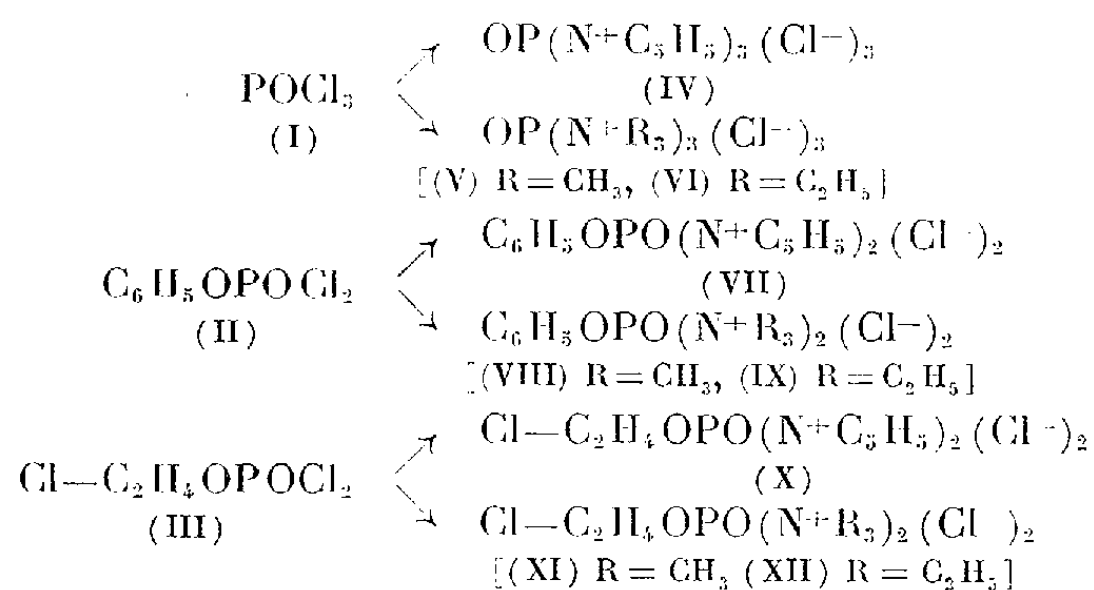 OP(N+C₅H₅)₃(Cl−)₃
POCl₃
(IV)
(I)
OP(N+R₃)₃(Cl−)₃
[(V) R=CH₃, (VI) R=C₂H₅]
C₆H₅OPO(N+C₅H₅)₂(Cl−)₂
C₆H₅OPOCl₂
(VII)
(II)
C₆H₅OPO(N+R₃)₂(Cl−)₂
[(VIII) R=CH₃, (IX) R=C₂H₅]
Cl—C₂H₄OPO(N+C₅H₅)₂(Cl−)₂
Cl—C₂H₄OPOCl₂
(X)
(III)
Cl—C₂H₄OPO(N+R₃)₂(Cl )₂
[(XI) R=CH₃ (XII) R=C₂H₅]